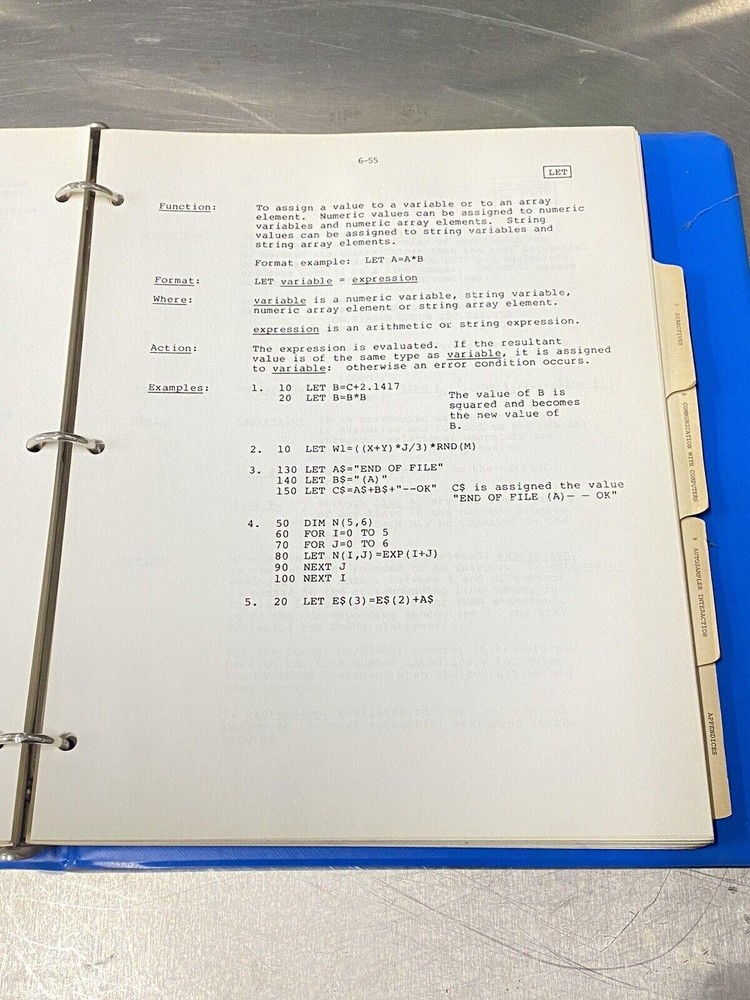 6-55
LET
Function: To assign a value to a variable or to an array
element. Numeric values can be assigned to numeric
variables and numeric array elements. String
values can be assigned to string variables and
string array elements.
Format example: LET A=A*B
Format: LET variable = expression
Where: variable is a numeric variable, string variable,
numeric array element or string array element.
expression is an arithmetic or string expression.
Action: The expression is evaluated. If the resultant
value is of the same type as variable, it is assigned
to variable: otherwise an error condition occurs.
Examples: 1. 10 LET B=C+2.1417
20 LET B=B*B
The value of B is
squared and becomes
the new value of
B.
2. 10 LET W1=((X+Y)*J/3)*RND(M)
3. 130 LET A$="END OF FILE"
140 LET B$="(A)"
150 LET C$=A$+B$+"--OK"
C$ is assigned the value
"END OF FILE (A)- - OK"
4. 50 DIM N(5,6)
60 FOR I=0 TO 5
70 FOR J=0 TO 6
80 LET N(I,J)=EXP(I+J)
90 NEXT J
100 NEXT I
5. 20 LET E$(3)=E$(2)+A$
7 DIRECTIVES
8 COMMUNICATION WITH COMPUTERS
9 AUTOSAMPLER INTERACTION
APPENDICES